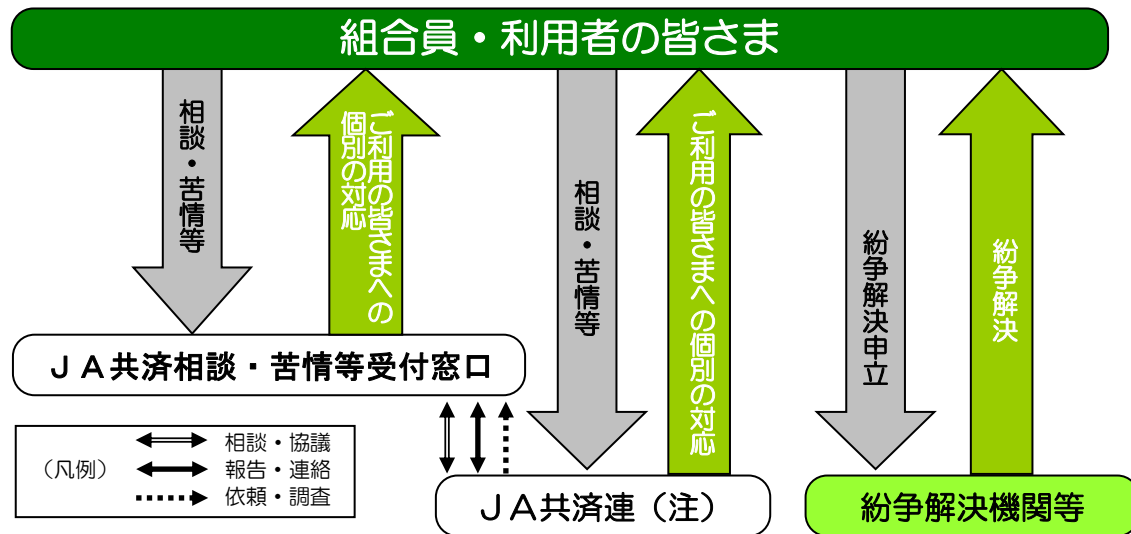 組合員・利用者の皆さま
相談・苦情等
ご利用の皆さまへの
個別の対応
相談・苦情等
ご利用の皆さまへの個別の対応
紛争解決申立
紛争解決
ＪＡ共済相談・苦情等受付窓口
（凡例）
相談・協議
報告・連絡
依頼・調査
ＪＡ共済連（注）
紛争解決機関等